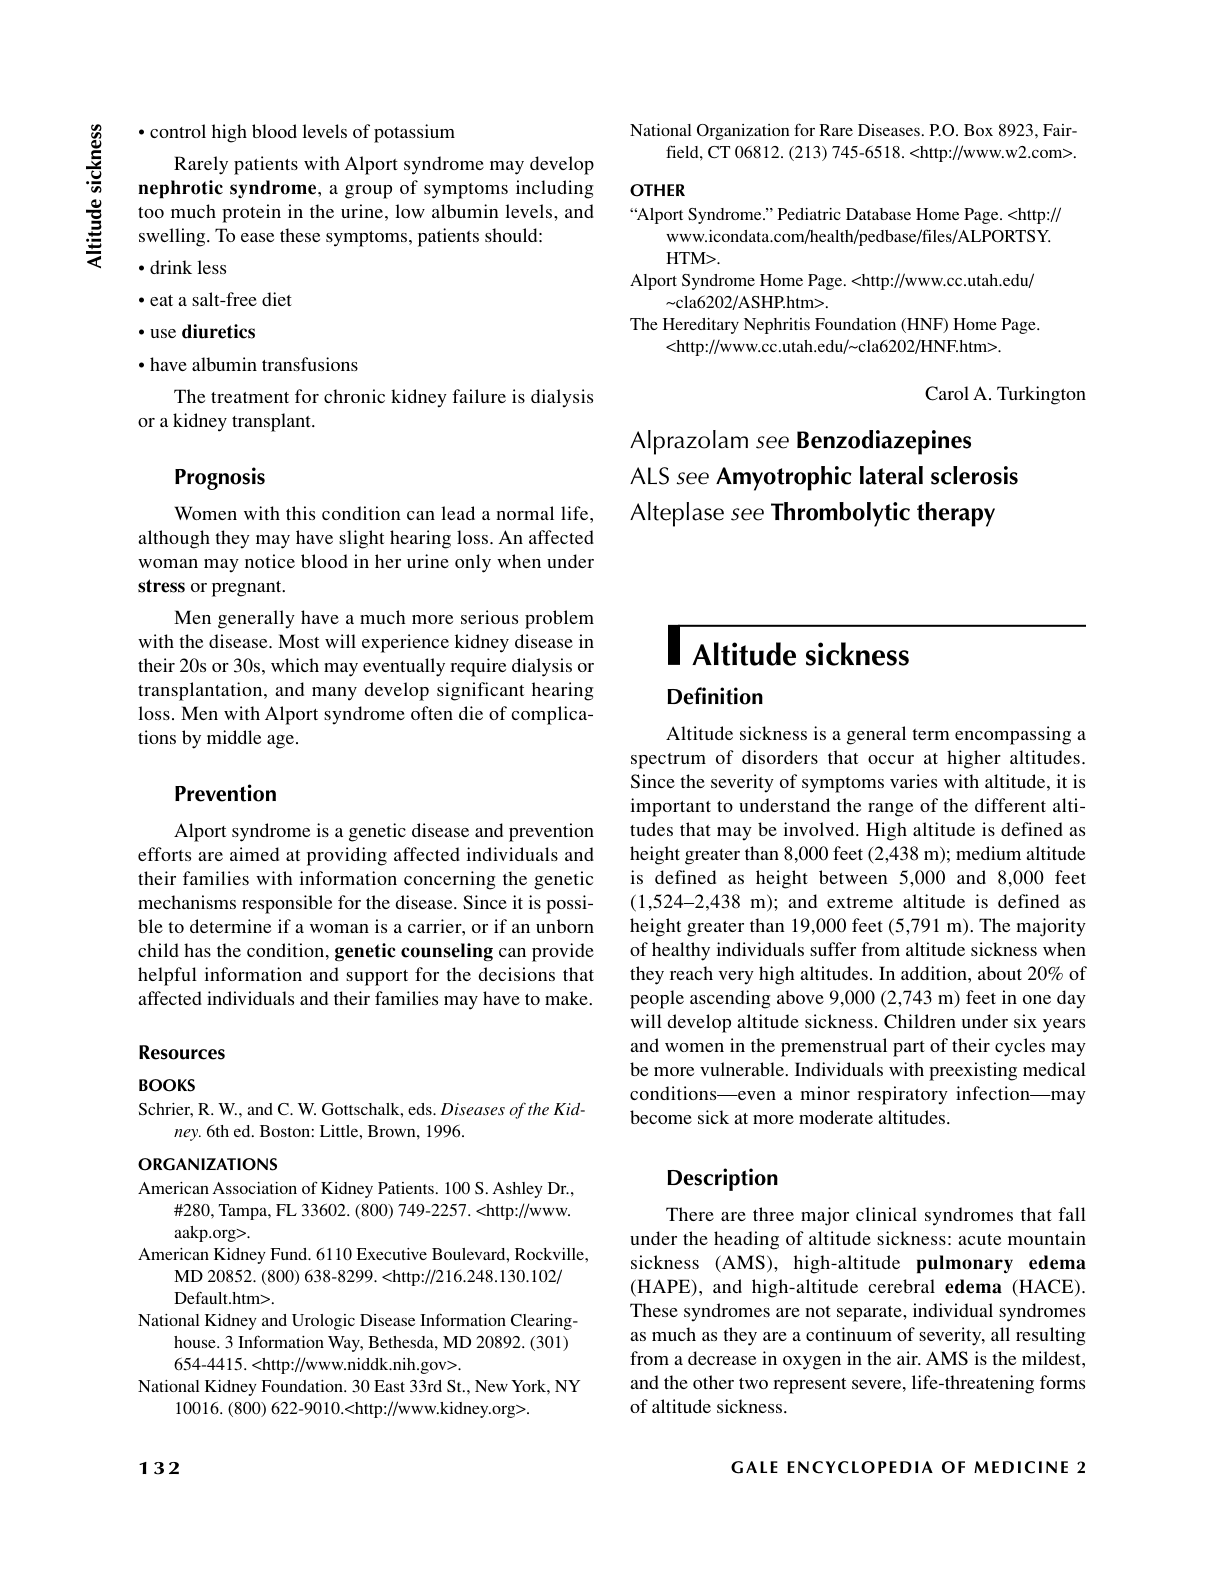 Altitude sickness
• control high blood levels of potassium
Rarely patients with Alport syndrome may develop
nephrotic syndrome, a group of symptoms including
too much protein in the urine, low albumin levels, and
swelling. To ease these symptoms, patients should:
• drink less
• eat a salt-free diet
• use diuretics
• have albumin transfusions
The treatment for chronic kidney failure is dialysis
or a kidney transplant.
Prognosis
Women with this condition can lead a normal life,
although they may have slight hearing loss. An affected
woman may notice blood in her urine only when under
stress or pregnant.
Men generally have a much more serious problem
with the disease. Most will experience kidney disease in
their 20s or 30s, which may eventually require dialysis or
transplantation, and many develop significant hearing
loss. Men with Alport syndrome often die of complica-
tions by middle age.
Prevention
Alport syndrome is a genetic disease and prevention
efforts are aimed at providing affected individuals and
their families with information concerning the genetic
mechanisms responsible for the disease. Since it is possi-
ble to determine if a woman is a carrier, or if an unborn
child has the condition, genetic counseling can provide
helpful information and support for the decisions that
affected individuals and their families may have to make.
Resources
BOOKS
Schrier, R. W., and C. W. Gottschalk, eds. Diseases of the Kid-
ney. 6th ed. Boston: Little, Brown, 1996.
ORGANIZATIONS
American Association of Kidney Patients. 100 S. Ashley Dr.,
#280, Tampa, FL 33602. (800) 749-2257. <http://www.
aakp.org>.
American Kidney Fund. 6110 Executive Boulevard, Rockville,
MD 20852. (800) 638-8299. <http://216.248.130.102/
Default.htm>.
National Kidney and Urologic Disease Information Clearing-
house. 3 Information Way, Bethesda, MD 20892. (301)
654-4415. <http://www.niddk.nih.gov>.
National Kidney Foundation. 30 East 33rd St., New York, NY
10016. (800) 622-9010.<http://www.kidney.org>.
National Organization for Rare Diseases. P.O. Box 8923, Fair-
field, CT 06812. (213) 745-6518. <http://www.w2.com>.
OTHER
“Alport Syndrome.” Pediatric Database Home Page. <http://
www.icondata.com/health/pedbase/files/ALPORTSY.
HTM>.
Alport Syndrome Home Page. <http://www.cc.utah.edu/
~cla6202/ASHP.htm>.
The Hereditary Nephritis Foundation (HNF) Home Page.
<http://www.cc.utah.edu/~cla6202/HNF.htm>.
Carol A. Turkington
Alprazolam see Benzodiazepines
ALS see Amyotrophic lateral sclerosis
Alteplase see Thrombolytic therapy
Altitude sickness
Definition
Altitude sickness is a general term encompassing a
spectrum of disorders that occur at higher altitudes.
Since the severity of symptoms varies with altitude, it is
important to understand the range of the different alti-
tudes that may be involved. High altitude is defined as
height greater than 8,000 feet (2,438 m); medium altitude
is defined as height between 5,000 and 8,000 feet
(1,524–2,438 m); and extreme altitude is defined as
height greater than 19,000 feet (5,791 m). The majority
of healthy individuals suffer from altitude sickness when
they reach very high altitudes. In addition, about 20% of
people ascending above 9,000 (2,743 m) feet in one day
will develop altitude sickness. Children under six years
and women in the premenstrual part of their cycles may
be more vulnerable. Individuals with preexisting medical
conditions—even a minor respiratory infection—may
become sick at more moderate altitudes.
Description
There are three major clinical syndromes that fall
under the heading of altitude sickness: acute mountain
sickness (AMS), high-altitude pulmonary edema
(HAPE), and high-altitude cerebral edema (HACE).
These syndromes are not separate, individual syndromes
as much as they are a continuum of severity, all resulting
from a decrease in oxygen in the air. AMS is the mildest,
and the other two represent severe, life-threatening forms
of altitude sickness.
132
GALE ENCYCLOPEDIA OF MEDICINE 2